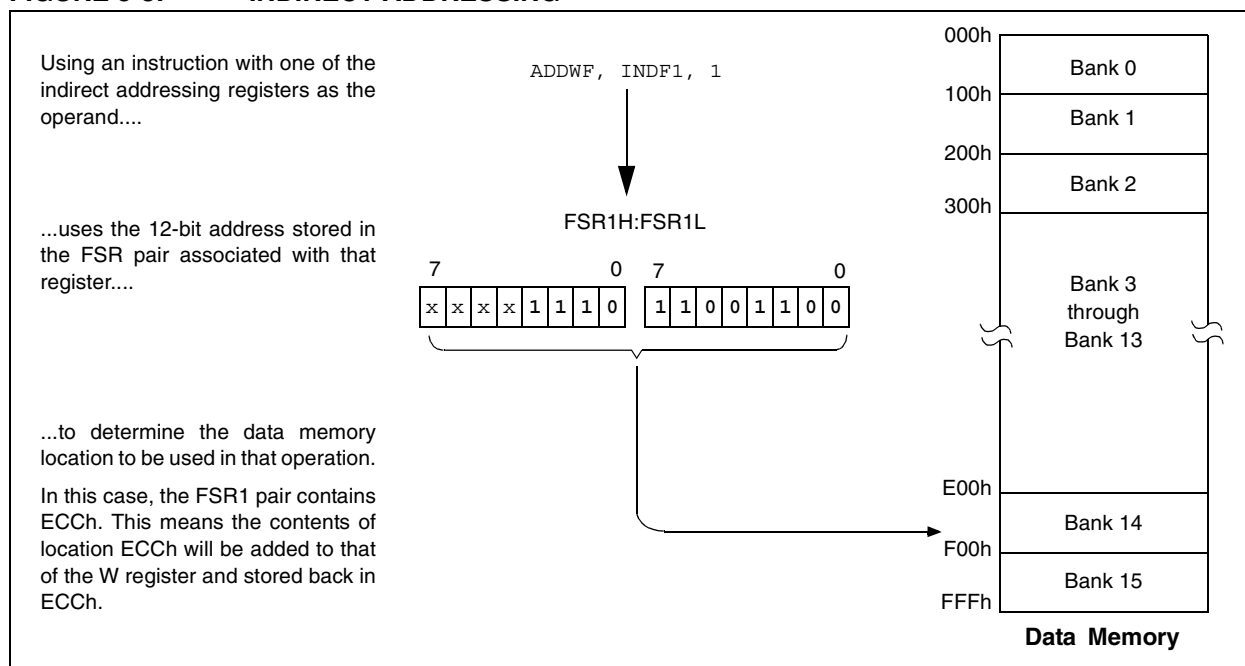 Using an instruction with one of the
indirect addressing registers as the
operand....
ADDWF, INDF1, 1
...uses the 12-bit address stored in
the FSR pair associated with that
register....
FSR1H:FSR1L
7 0 7 0
x x x x 1 1 1 0 1 1 0 0 1 1 0 0
...to determine the data memory
location to be used in that operation.
In this case, the FSR1 pair contains
ECCh. This means the contents of
location ECCh will be added to that
of the W register and stored back in
ECCh.
000h
Bank 0
100h
Bank 1
200h
Bank 2
300h
Bank 3
through
Bank 13
E00h
Bank 14
F00h
Bank 15
FFFh
Data Memory